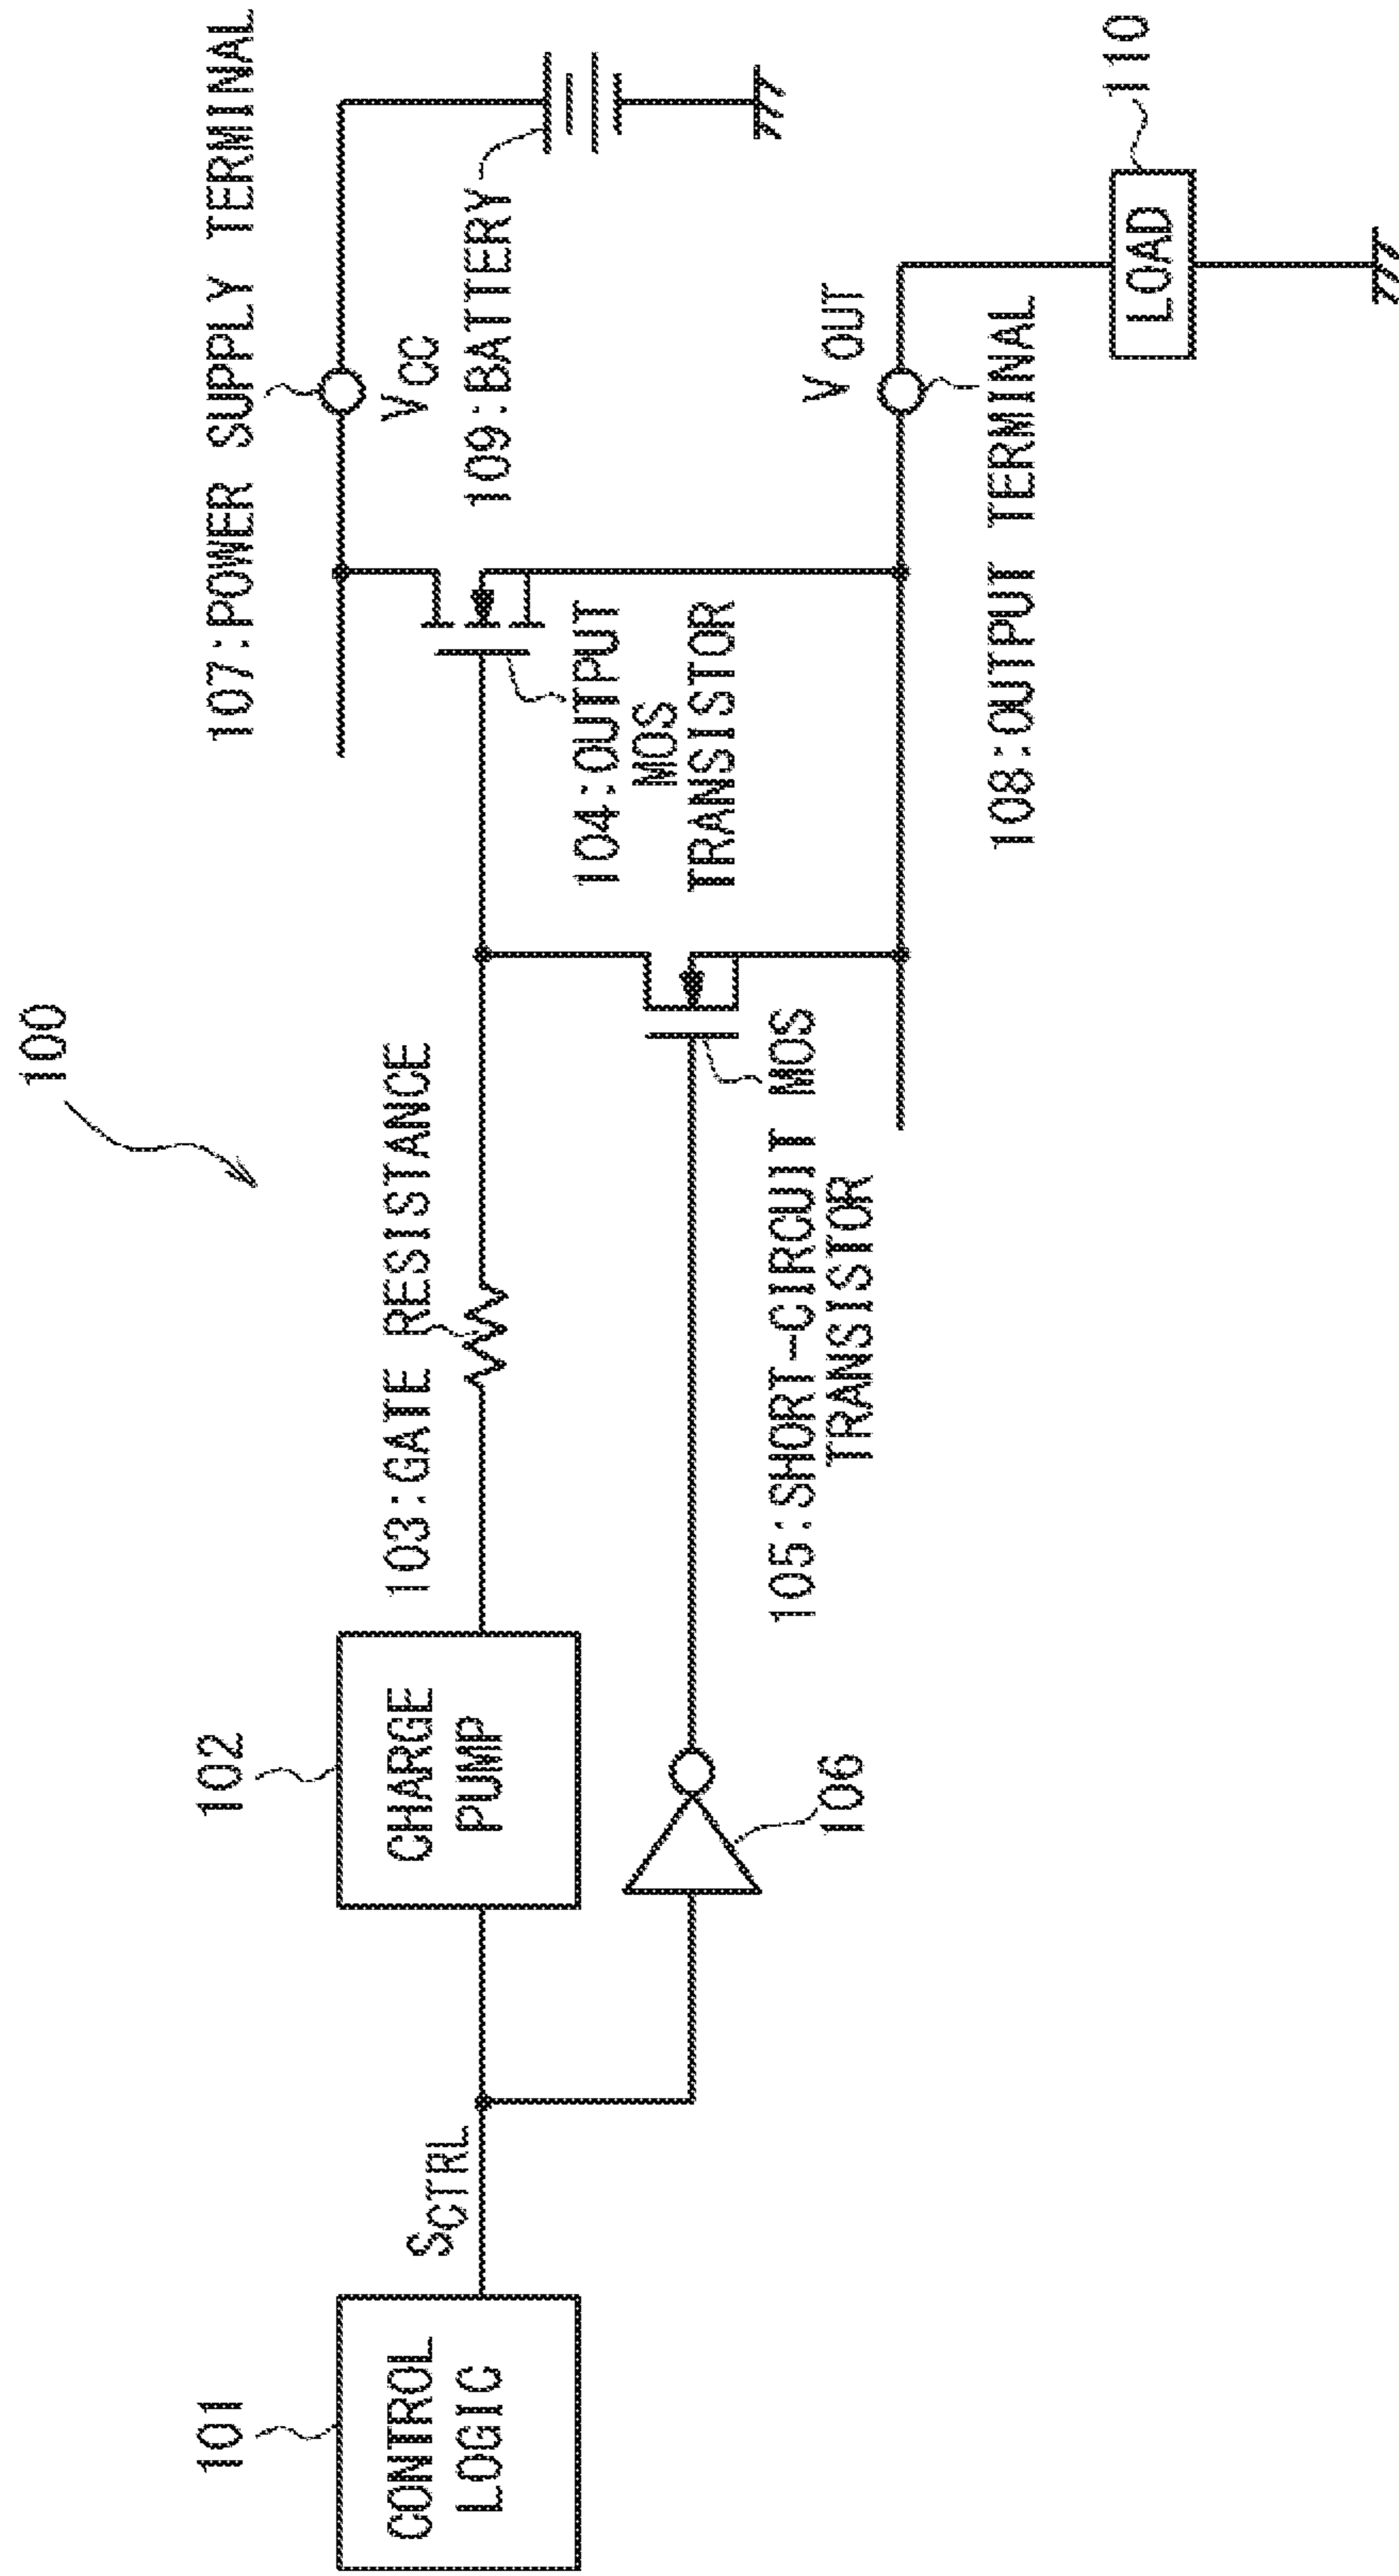 100
107:POWER SUPPLY TERMINAL
101
CONTROL
LOGIC
SCTRL
102
CHARGE
PUMP
103:GATE RESISTANCE
VCC
109:BATTERY
104:OUTPUT
MOS
TRANSISTOR
106
105:SHORT-CIRCUIT MOS
TRANSISTOR
VOUT
108:OUTPUT TERMINAL
LOAD
110